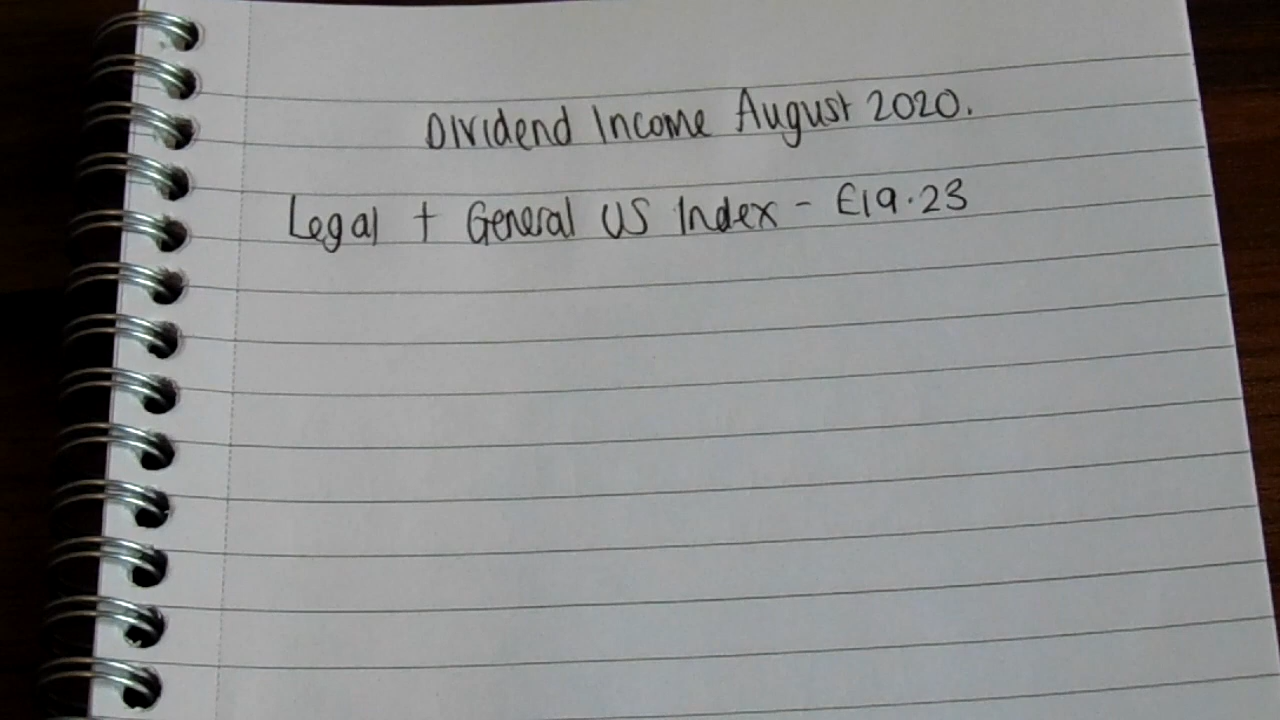 Dividend Income August 2020.
Legal + General US Index - £19.23